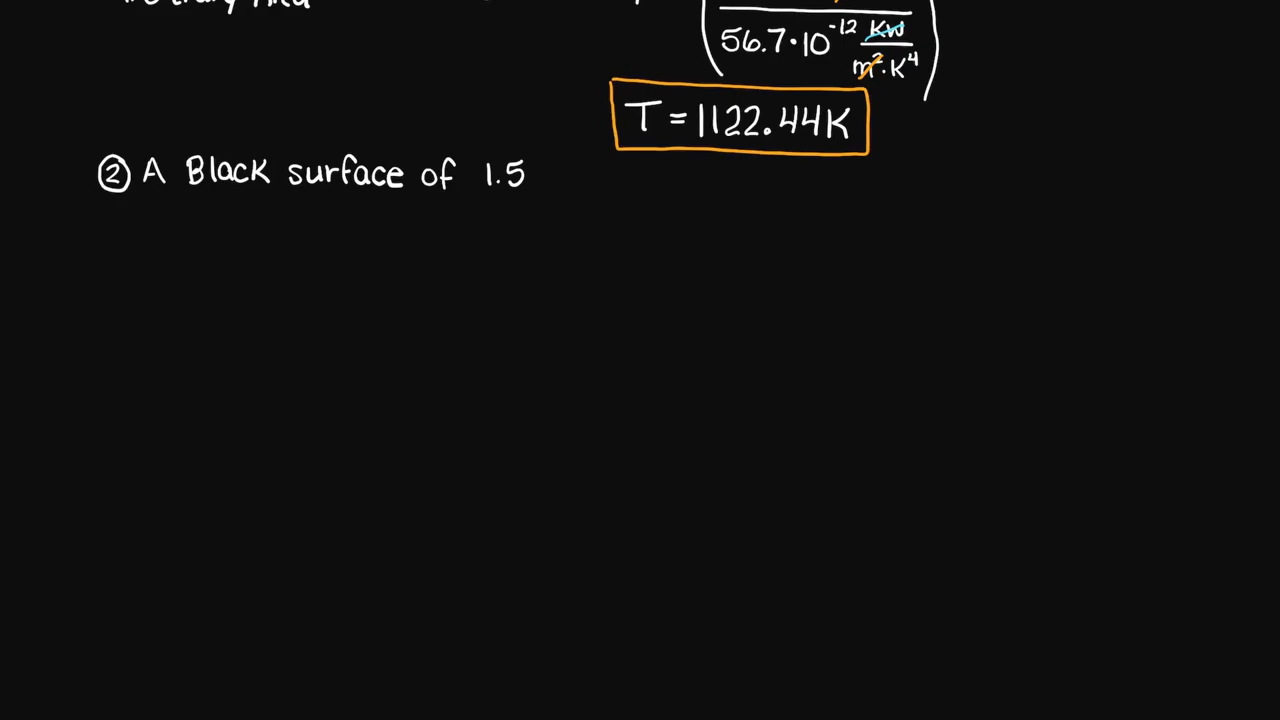 56.7·10^-12 KW
m²·K⁴
T = 1122.44K
② A Black surface of 1.5